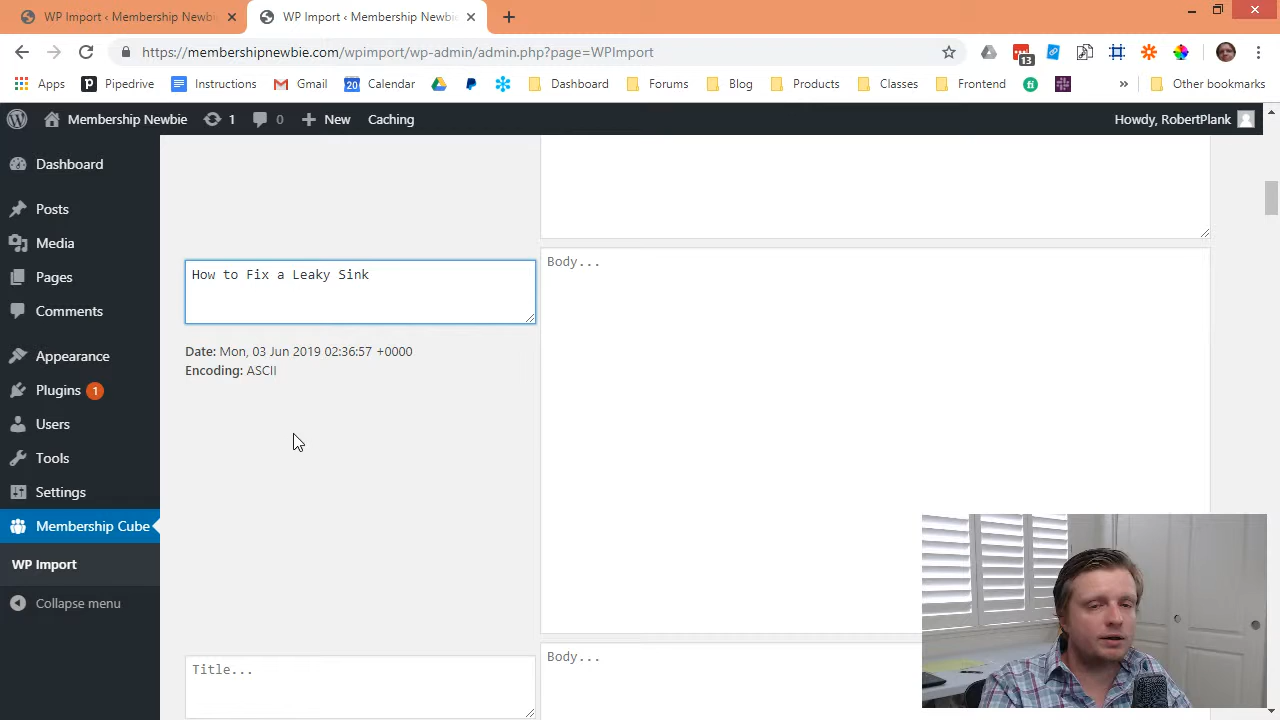 WP Import ‹ Membership Newbie
WP Import ‹ Membership Newbie
https://membershipnewbie.com/wpimport/wp-admin/admin.php?page=WPImport
13
Apps
Pipedrive
Instructions
Gmail
20
Calendar
Dashboard
Forums
Blog
Products
Classes
Frontend
»
Other bookmarks
Membership Newbie
1
0
New
Caching
Howdy, RobertPlank
Dashboard
Posts
Media
Pages
Comments
Appearance
Plugins 1
Users
Tools
Settings
Membership Cube
WP Import
Collapse menu
How to Fix a Leaky Sink
Body...
Date: Mon, 03 Jun 2019 02:36:57 +0000
Encoding: ASCII
Title...
Body...